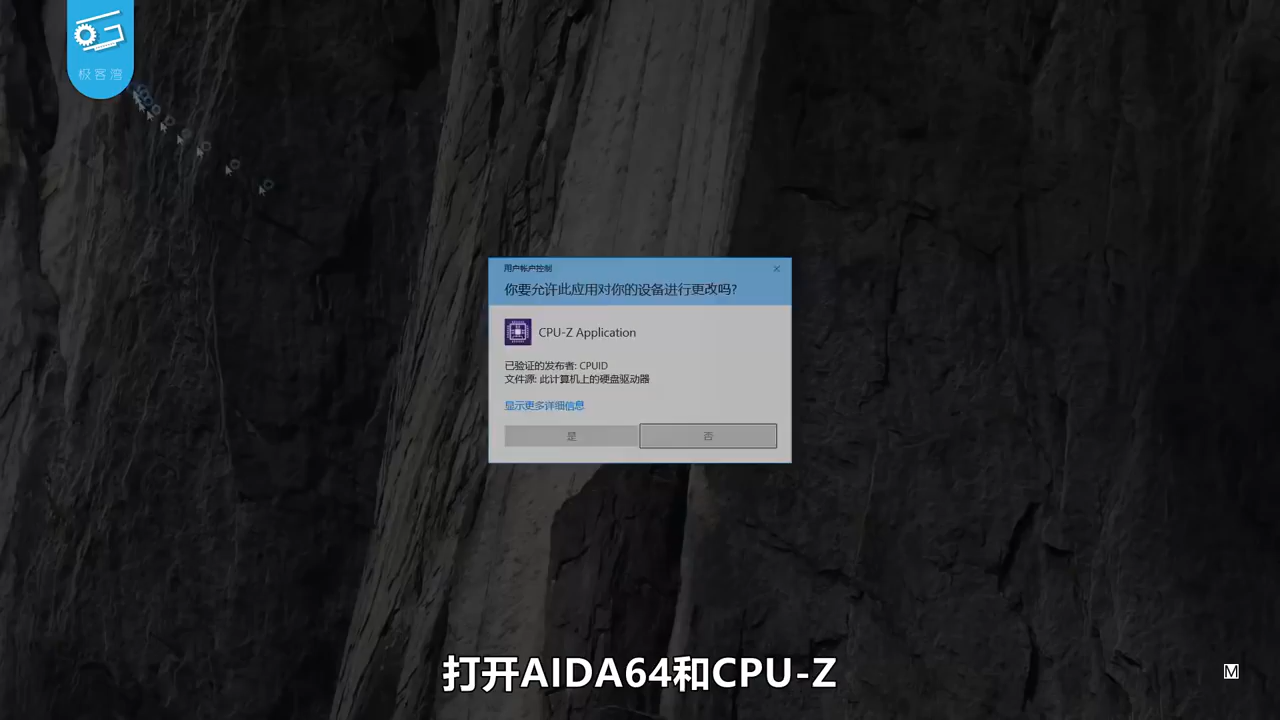 极客湾
用户帐户控制
你要允许此应用对你的设备进行更改吗?
CPU-Z Application
已验证的发布者: CPUID
文件源: 此计算机上的硬盘驱动器
显示更多详细信息
是
否
打开AIDA64和CPU-Z
M